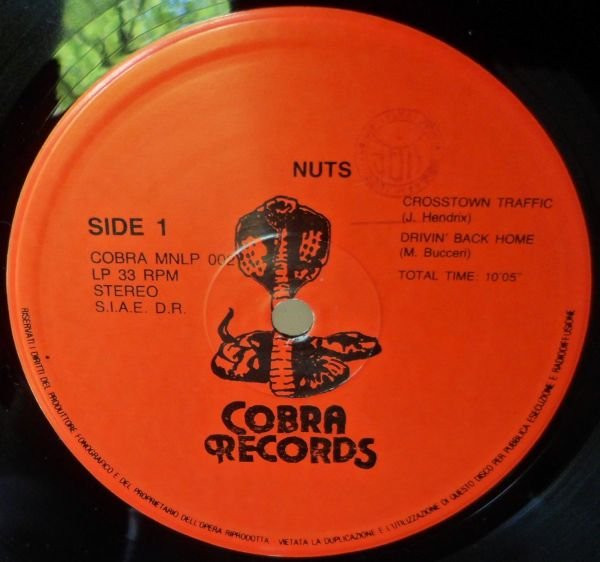 NUTS
SIDE 1
COBRA MNLP 002
LP 33 RPM
STEREO
S.I.A.E. D.R.
CROSSTOWN TRAFFIC
(J. Hendrix)
DRIVIN' BACK HOME
(M. Bucceri)
TOTAL TIME: 10'05"
COBRA
RECORDS
RISERVATI I DIRITTI DEL PRODUTTORE FONOGRAFICO E DEL PROPRIETARIO DELL'OPERA RIPRODOTTA - VIETATA LA DUPLICAZIONE E L'UTILIZZAZIONE DI QUESTO DISCO PER PUBBLICA ESECUZIONE E RADIODIFFUSIONE